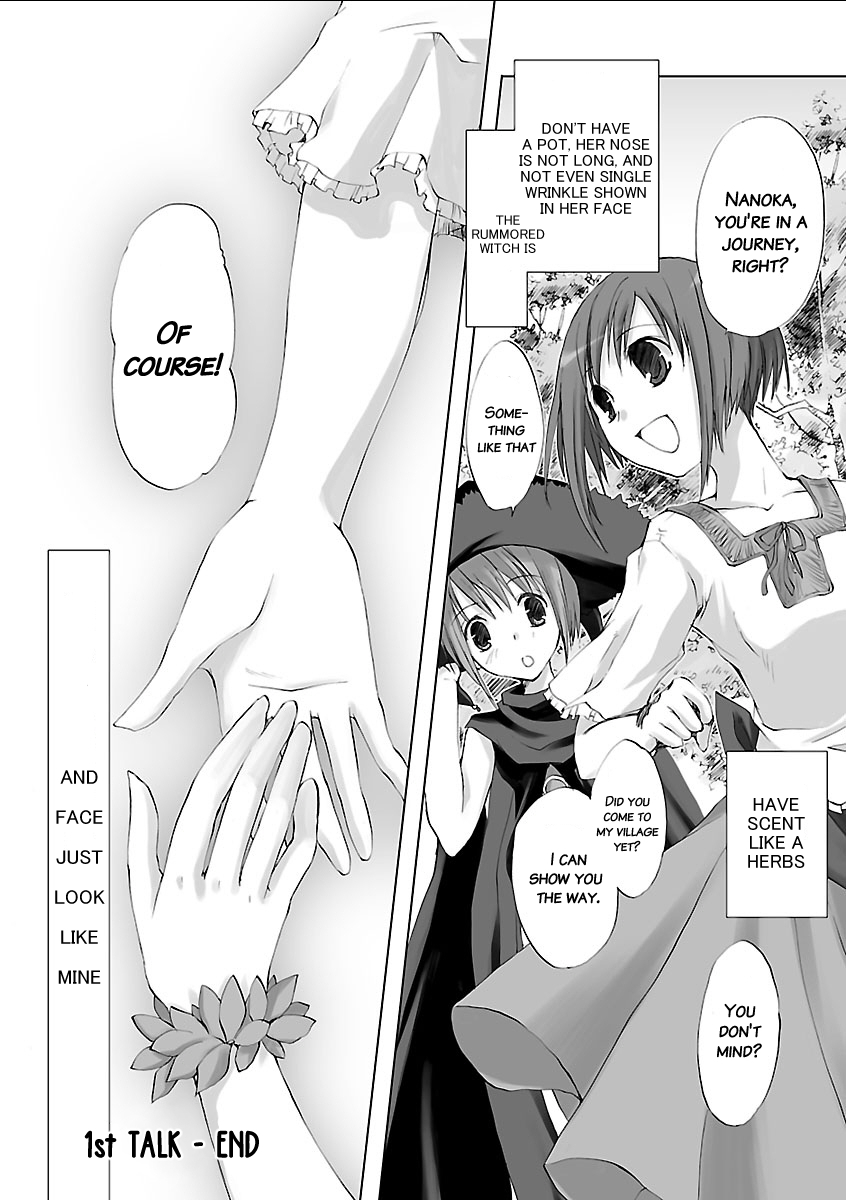 NANOKA,
YOU'RE IN A
JOURNEY,
RIGHT?
DON'T HAVE
A POT, HER NOSE
IS NOT LONG, AND
NOT EVEN SINGLE
WRINKLE SHOWN
IN HER FACE
THE
RUMMORED
WITCH IS
SOME-
THING
LIKE THAT
DID YOU
COME TO
MY VILLAGE
YET?
I CAN
SHOW YOU
THE WAY.
HAVE
SCENT
LIKE A
HERBS
YOU
DON'T
MIND?
OF
COURSE!
AND
FACE
JUST
LOOK
LIKE
MINE
1st TALK - END